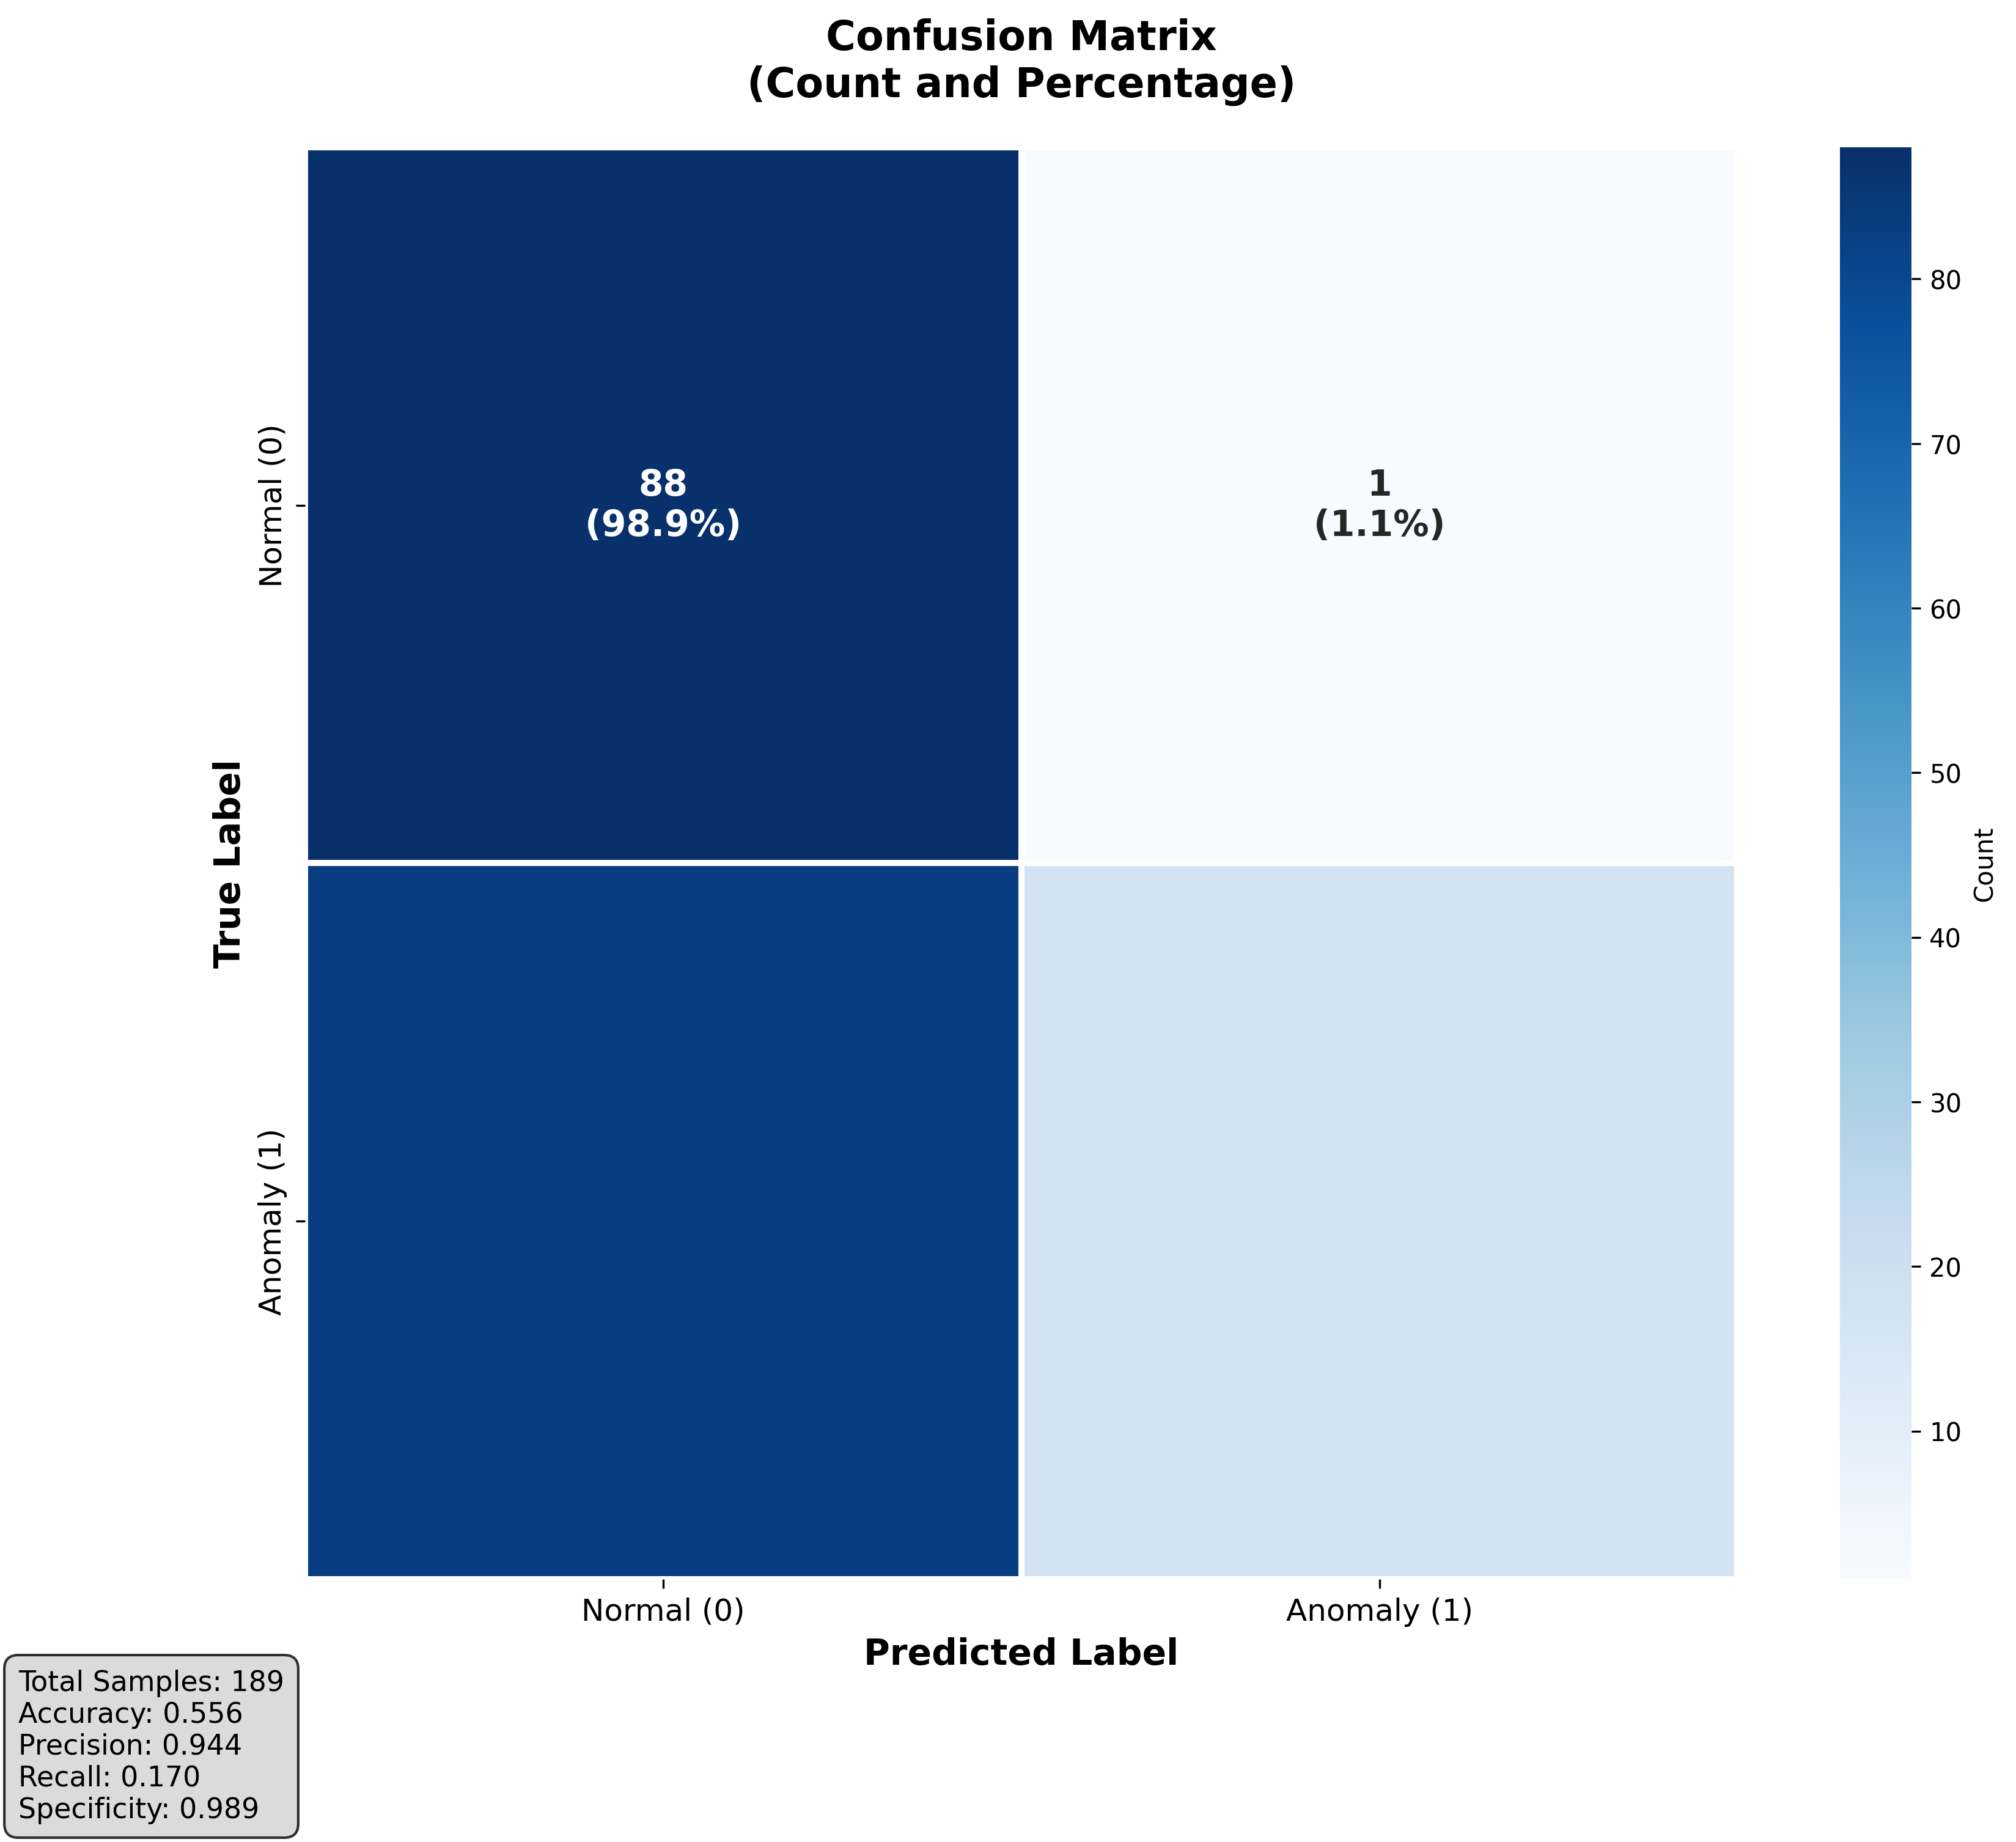 Confusion Matrix
(Count and Percentage)
True Label
Normal (0)
Anomaly (1)
88
(98.9%)
1
(1.1%)
Normal (0)
Anomaly (1)
Predicted Label
80
70
60
50
40
30
20
10
Count
Total Samples: 189
Accuracy: 0.556
Precision: 0.944
Recall: 0.170
Specificity: 0.989